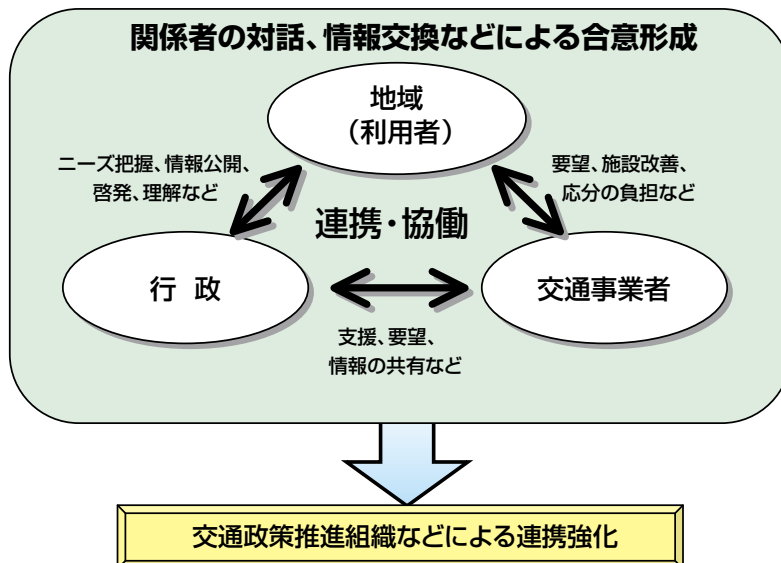 関係者の対話、情報交換などによる合意形成
地域
（利用者）
ニーズ把握、情報公開、
啓発、理解など
要望、施設改善、
応分の負担など
連携・協働
行 政
交通事業者
支援、要望、
情報の共有など
交通政策推進組織などによる連携強化